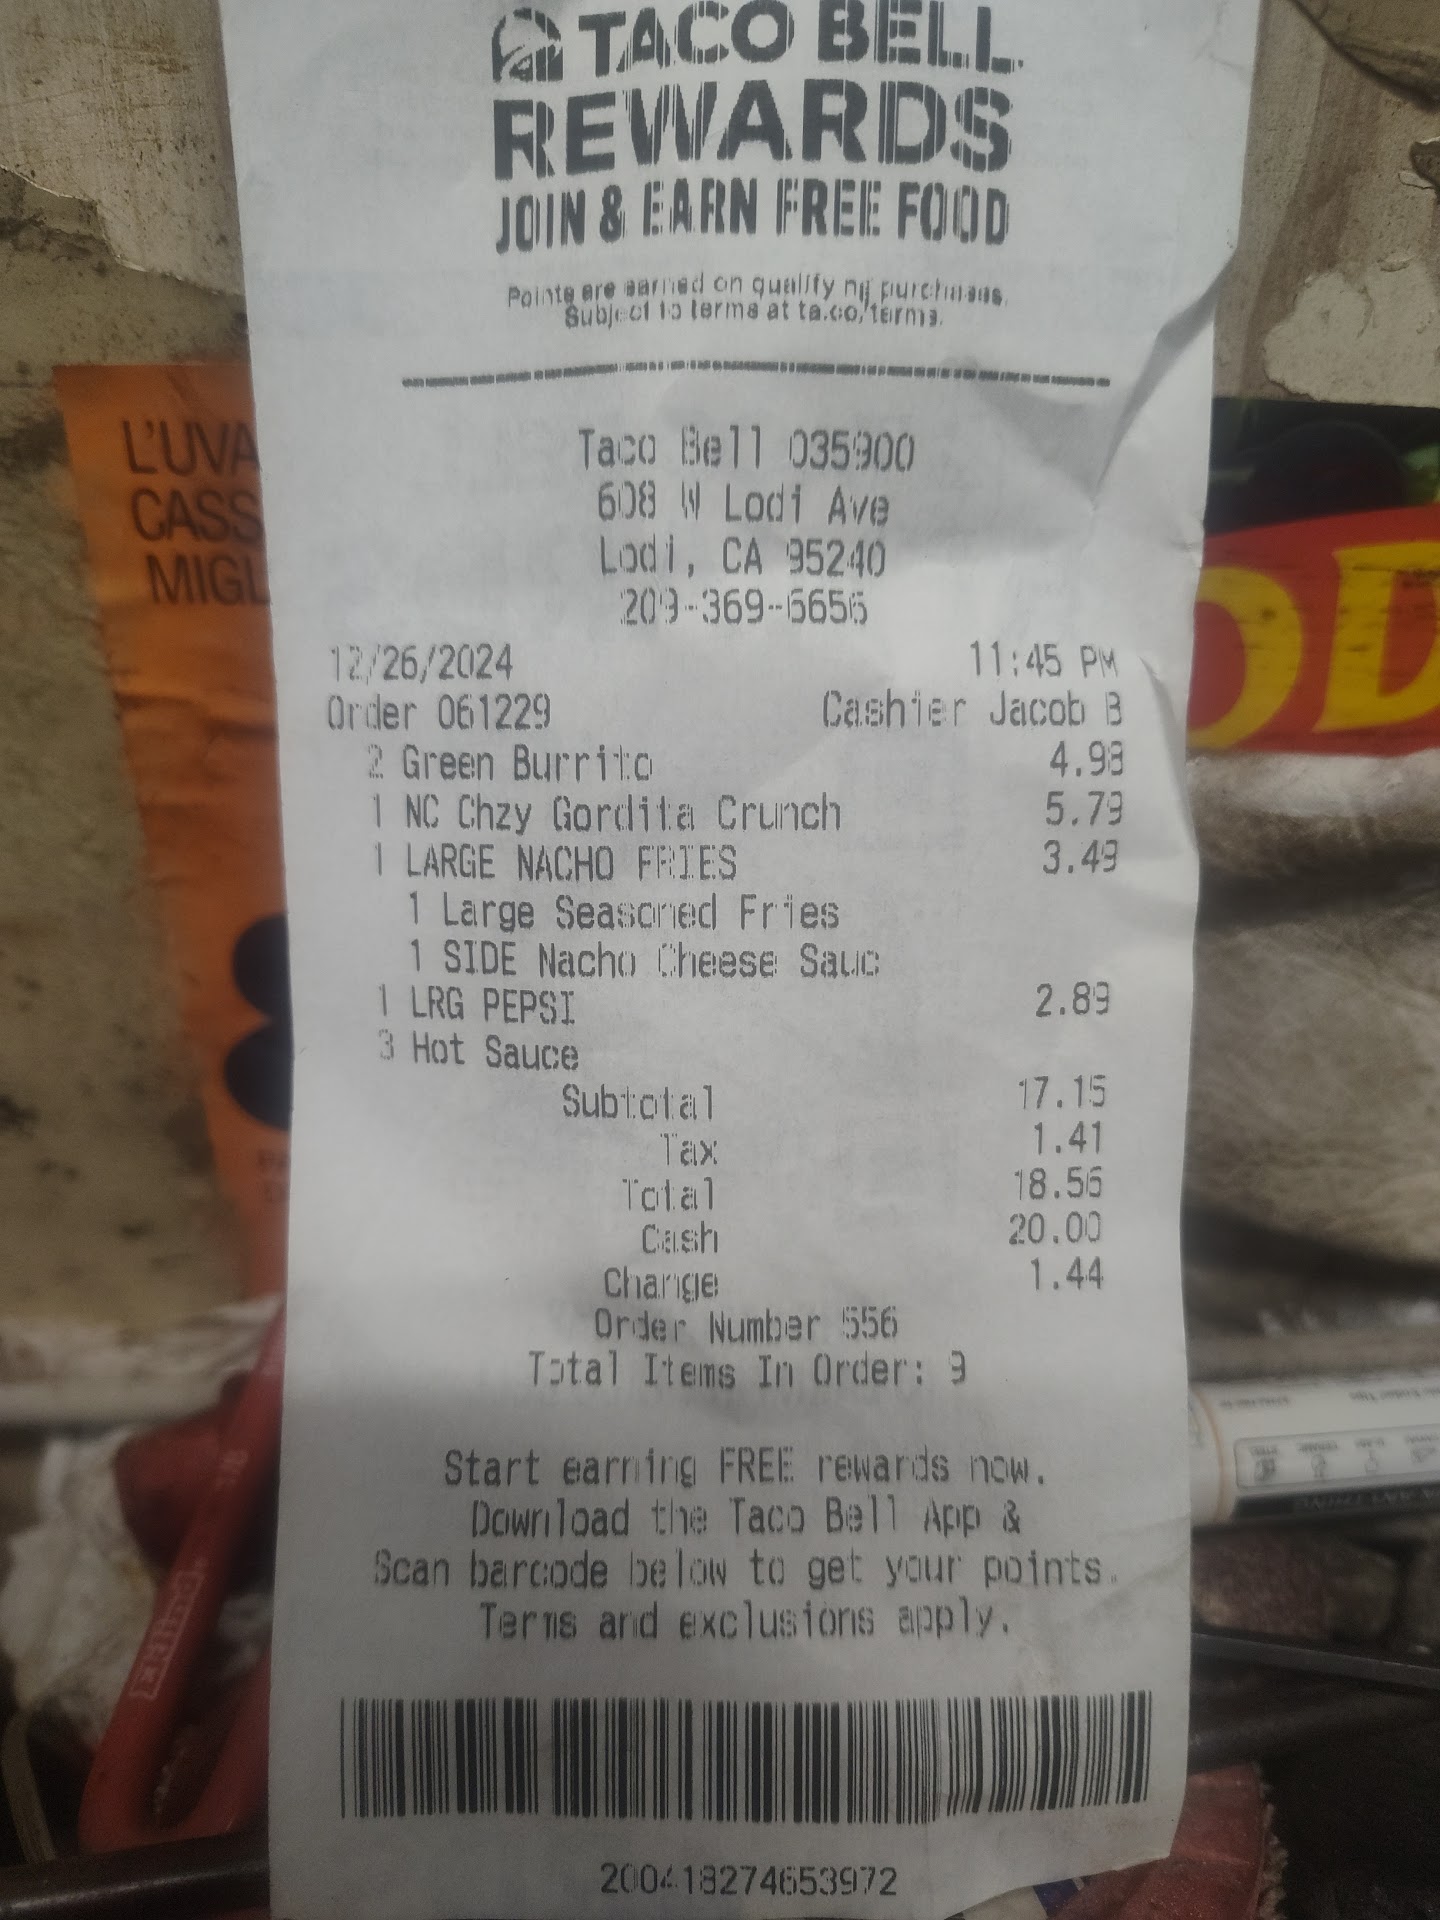 TACO BELL
REWARDS
JOIN & EARN FREE FOOD
Points are earned on qualifying purchases.
Subject to terms at ta.co/terms.
Taco Bell 035900
608 W Lodi Ave
Lodi, CA 95240
209-369-6656
12/26/2024 11:45 PM
Order 061229 Cashier Jacob B
2 Green Burrito 4.98
1 NC Chzy Gordita Crunch 5.79
1 LARGE NACHO FRIES 3.49
1 Large Seasoned Fries
1 SIDE Nacho Cheese Sauc
1 LRG PEPSI 2.89
3 Hot Sauce
Subtotal 17.15
Tax 1.41
Total 18.56
Cash 20.00
Change 1.44
Order Number 556
Total Items In Order: 9
Start earning FREE rewards now.
Download the Taco Bell App &
Scan barcode below to get your points.
Terms and exclusions apply.
200418274653972
L'UVA
CASS
MIGL
OD